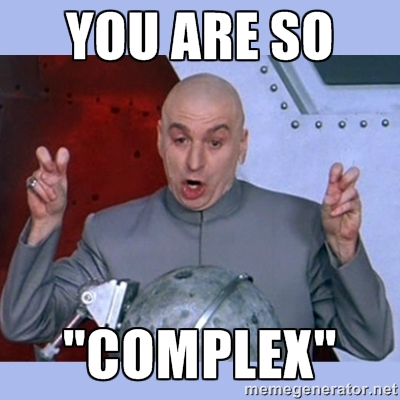 YOU ARE SO
"COMPLEX"
memegenerator.net